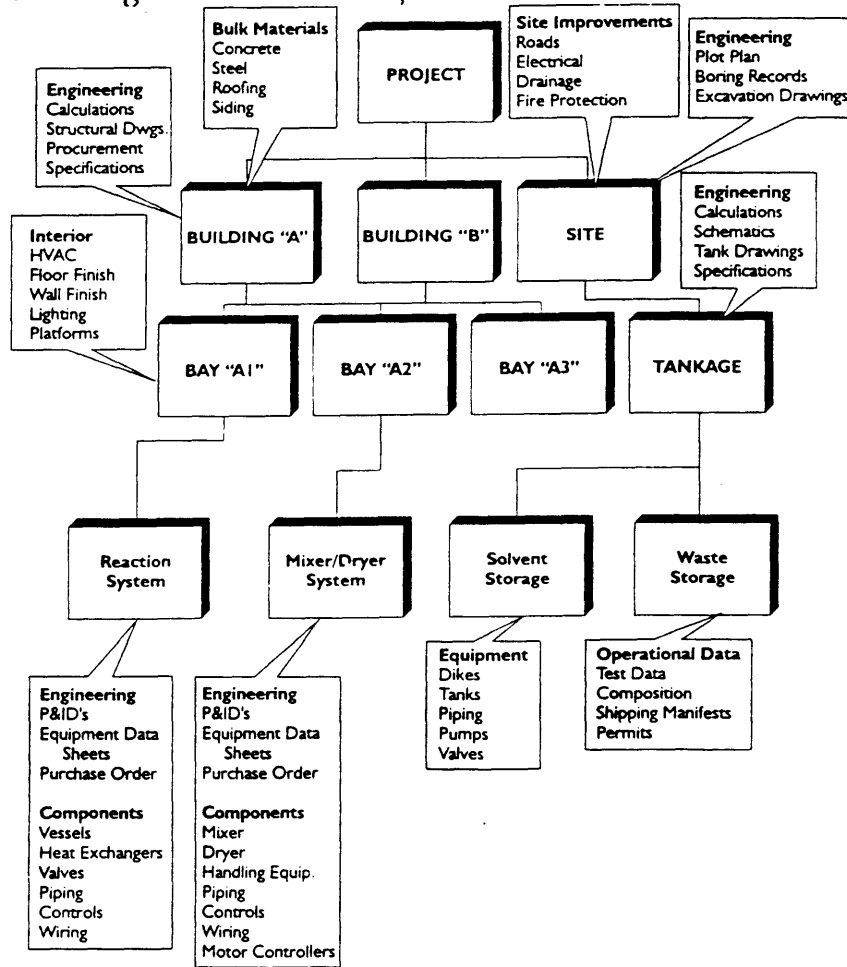 Bulk Materials
Concrete
Steel
Roofing
Siding
PROJECT
Site Improvements
Roads
Electrical
Drainage
Fire Protection
Engineering
Plot Plan
Boring Records
Excavation Drawings
Engineering
Calculations
Structural Dwgs.
Procurement
Specifications
BUILDING "A"
BUILDING "B"
SITE
Engineering
Calculations
Schematics
Tank Drawings
Specifications
Interior
HVAC
Floor Finish
Wall Finish
Lighting
Platforms
BAY "A1"
BAY "A2"
BAY "A3"
TANKAGE
Reaction
System
Mixer/Dryer
System
Solvent
Storage
Waste
Storage
Engineering
P&ID's
Equipment Data
Sheets
Purchase Order
Components
Vessels
Heat Exchangers
Valves
Piping
Controls
Wiring
Engineering
P&ID's
Equipment Data
Sheets
Purchase Order
Components
Mixer
Dryer
Handling Equip.
Piping
Controls
Wiring
Motor Controllers
Equipment
Dikes
Tanks
Piping
Pumps
Valves
Operational Data
Test Data
Composition
Shipping Manifests
Permits